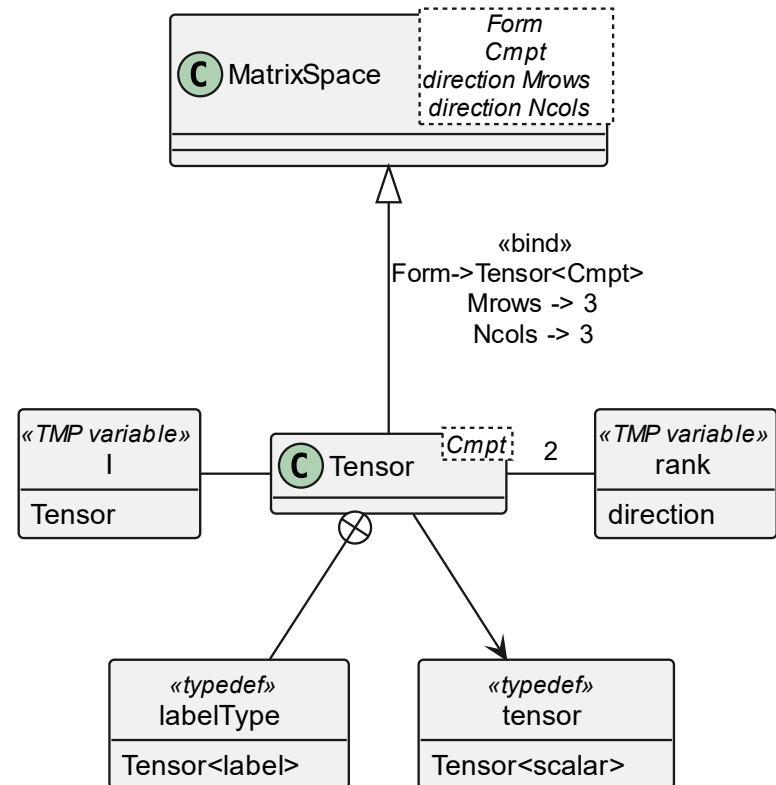 Form
Cmpt
direction Mrows
direction Ncols
C MatrixSpace
«bind»
Form->Tensor<Cmpt>
Mrows -> 3
Ncols -> 3
«TMP variable»
I
Tensor
C Tensor
Cmpt
2
«TMP variable»
rank
direction
«typedef»
labelType
Tensor<label>
«typedef»
tensor
Tensor<scalar>